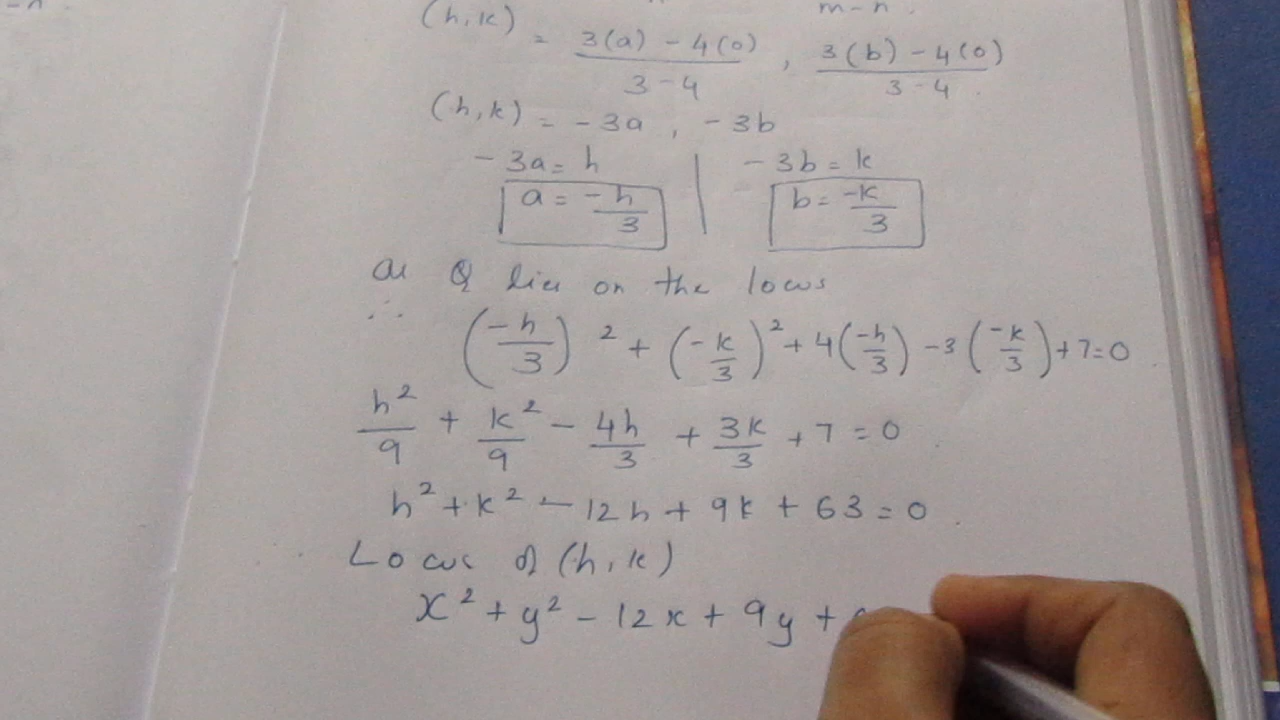 m-n.
(h,k) = 3(a) - 4(0) / 3-4 , 3(b) - 4(0) / 3-4
(h,k) = -3a , -3b
-3a = h | -3b = k
a = -h/3 | b = -k/3
As Q lies on the locus
∴ (-h/3)² + (-k/3)² + 4(-h/3) -3(-k/3) +7=0
h²/9 + k²/9 - 4h/3 + 3k/3 + 7 = 0
h² + k² - 12h + 9k + 63 = 0
Locus of (h,k)
x² + y² - 12x + 9y +